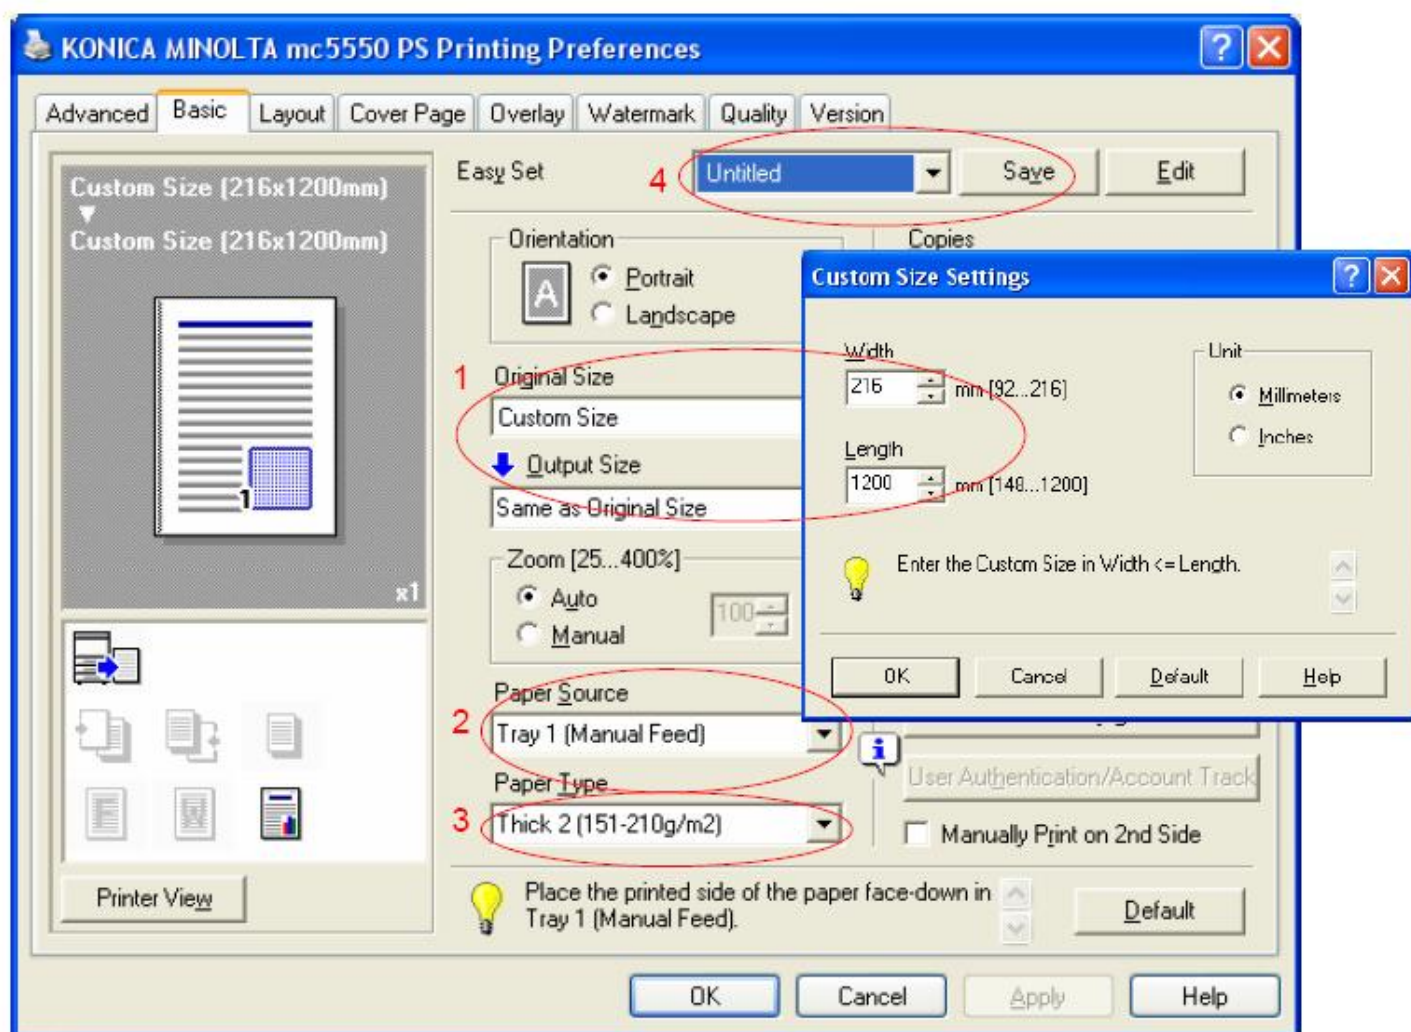 KONICA MINOLTA mc5550 PS Printing Preferences
Advanced Basic Layout Cover Page Overlay Watermark Quality Version
Custom Size (216x1200mm)
Custom Size (216x1200mm)
1
x1
Printer View
Easy Set
4
Untitled
Save
Edit
Orientation
A
Portrait
Landscape
Copies
1
Original Size
Custom Size
Output Size
Same as Original Size
Zoom [25...400%]
Auto
Manual
100
2
Paper Source
Tray 1 (Manual Feed)
Paper Type
3
Thick 2 (151-210g/m2)
User Authentication/Account Track
Manually Print on 2nd Side
Place the printed side of the paper face-down in
Tray 1 (Manual Feed).
Default
OK Cancel Apply Help
Custom Size Settings
Width
216 mm [92...216]
Length
1200 mm [148...1200]
Unit
Millimeters
Inches
Enter the Custom Size in Width <= Length.
OK Cancel Default Help